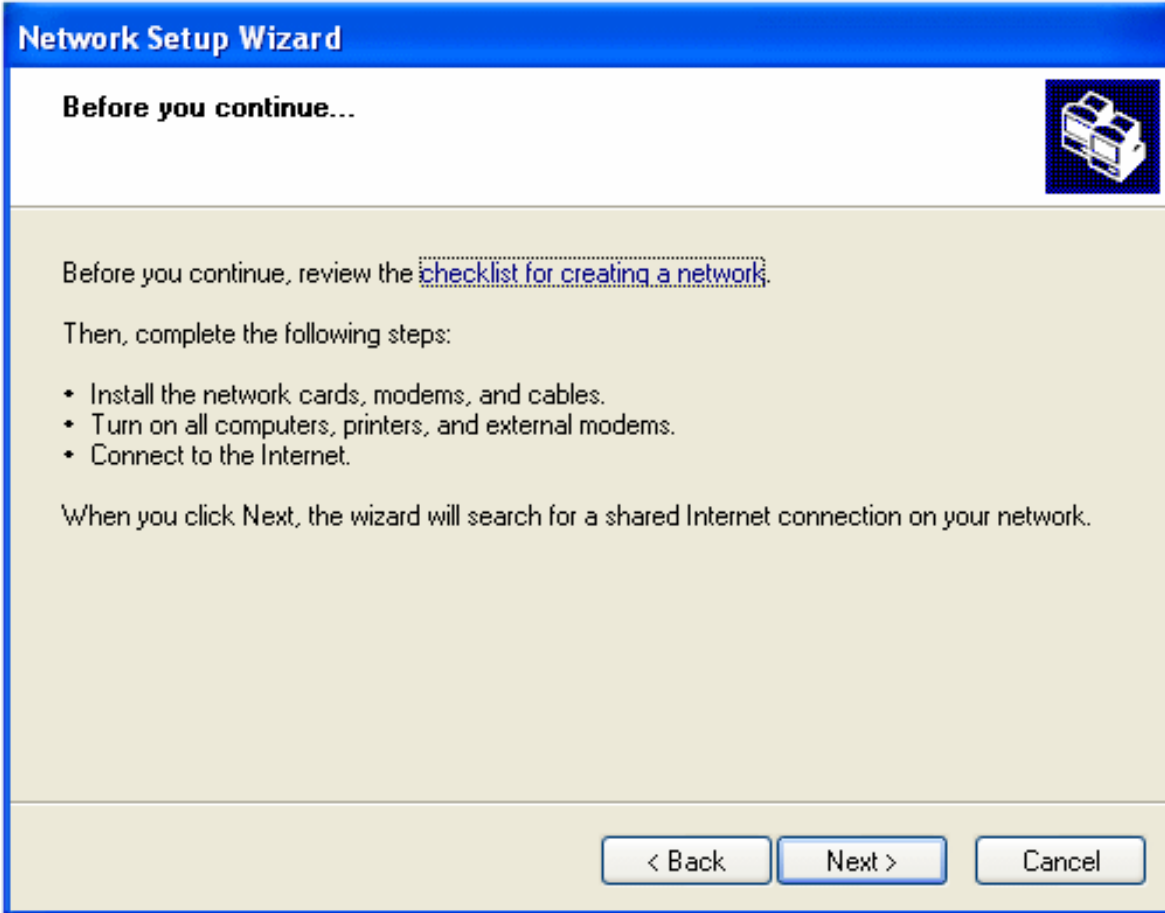 Network Setup Wizard
Before you continue...
Before you continue, review the checklist for creating a network.
Then, complete the following steps:
• Install the network cards, modems, and cables.
• Turn on all computers, printers, and external modems.
• Connect to the Internet.
When you click Next, the wizard will search for a shared Internet connection on your network.
< Back Next > Cancel